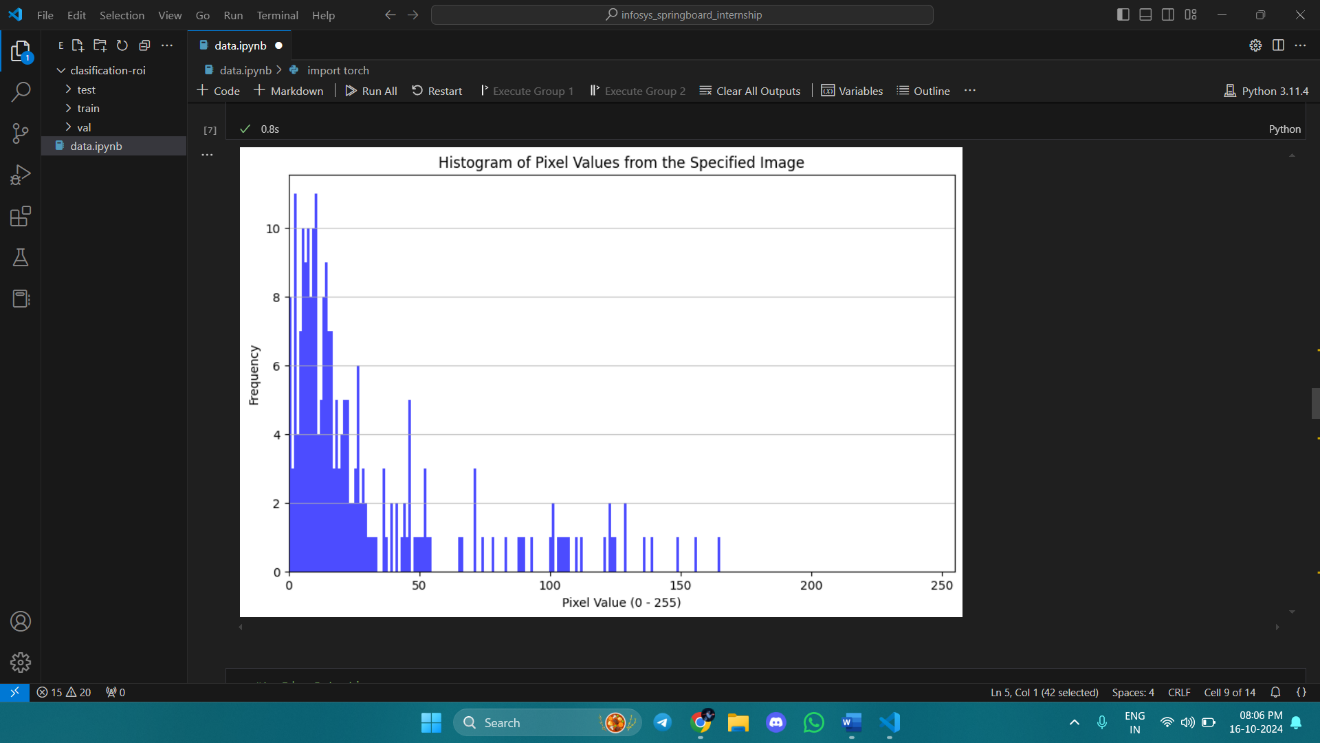 File Edit Selection View Go Run Terminal Help
infosys_springboard_internship
E
data.ipynb
clasification-roi
test
train
val
data.ipynb
1
data.ipynb > import torch
+ Code + Markdown Run All Restart Execute Group 1 Execute Group 2 Clear All Outputs Variables Outline ...
Python 3.11.4
[7] 0.8s
Python
Histogram of Pixel Values from the Specified Image
Frequency
10
8
6
4
2
0
0 50 100 150 200 250
Pixel Value (0 - 255)
15 20 0
Ln 5, Col 1 (42 selected) Spaces: 4 CRLF Cell 9 of 14
Search
ENG
IN
08:06 PM
16-10-2024